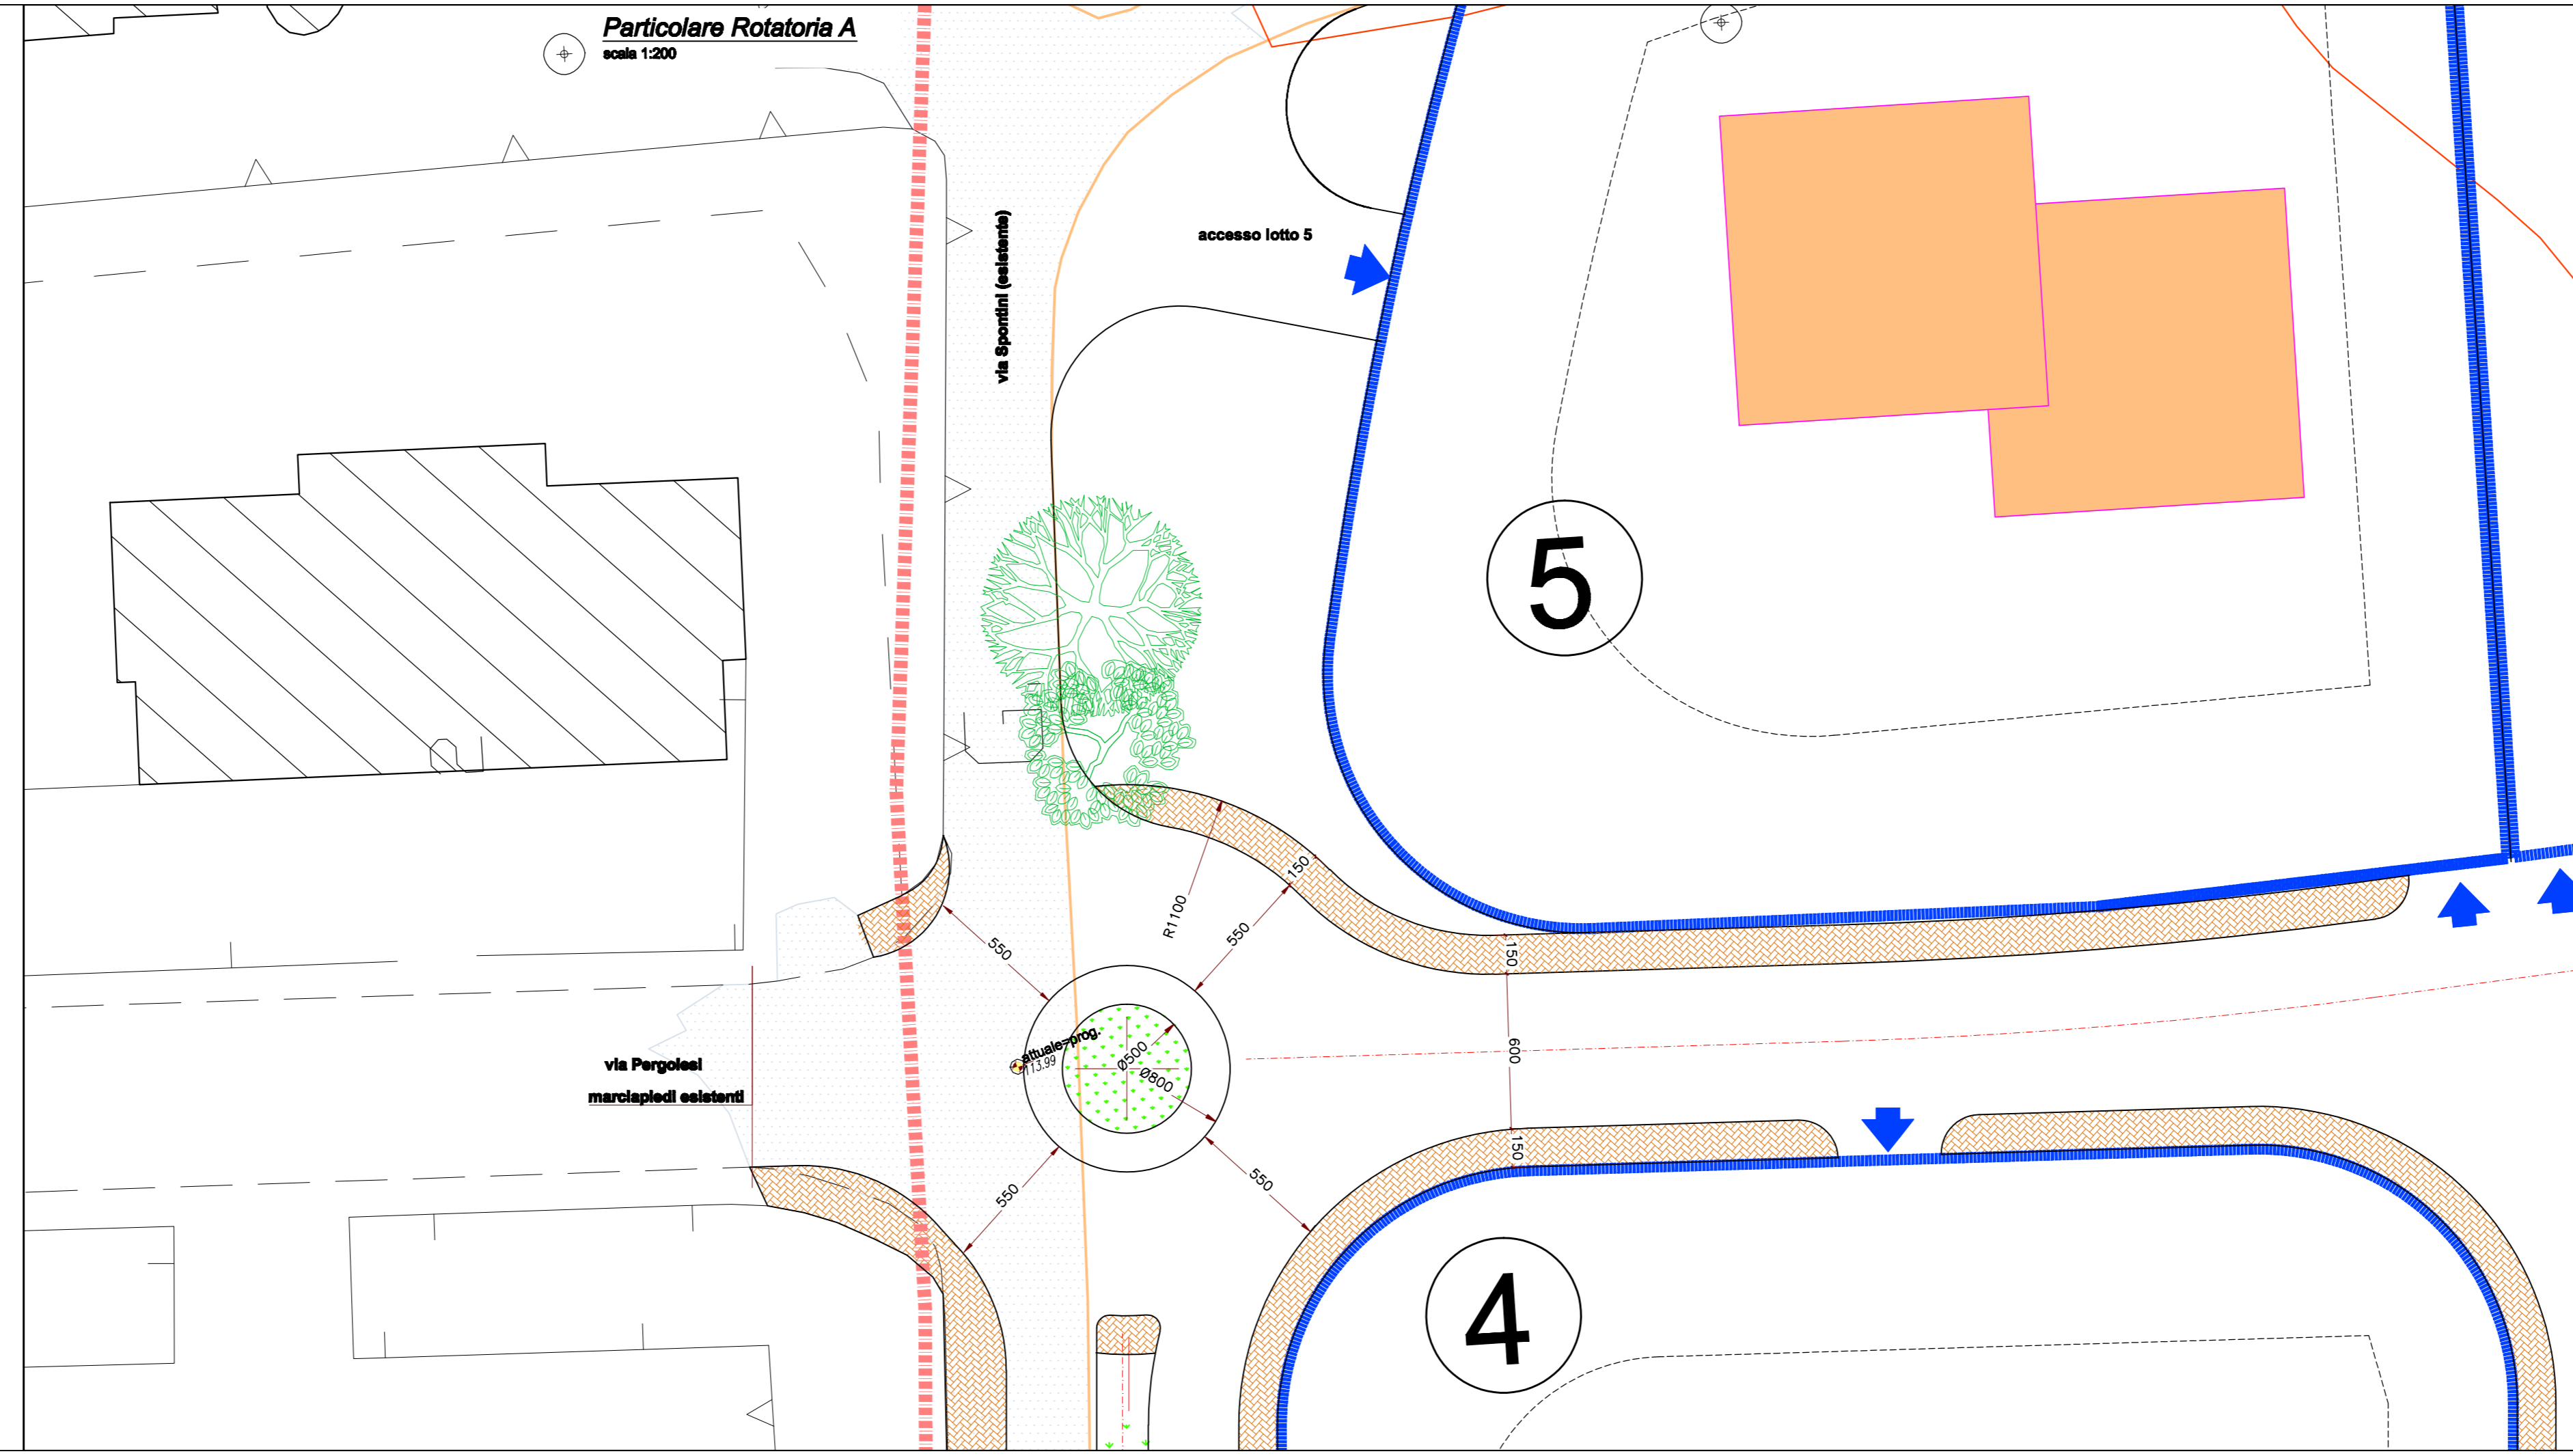 Particolare Rotatoria A
scala 1:200
via Spontini (esistente)
accesso lotto 5
5
150
R1100
550
550
150
attuale=prog.
113.99
Ø500
Ø800
600
via Pergolesi
marciapiedi esistenti
150
550
550
4